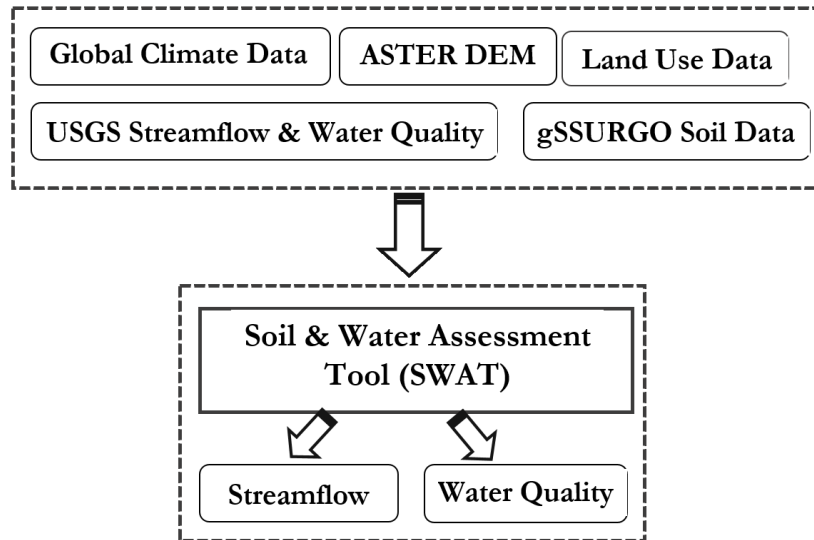 Global Climate Data
ASTER DEM
Land Use Data
USGS Streamflow & Water Quality
gSSURGO Soil Data
Soil & Water Assessment
Tool (SWAT)
Streamflow
Water Quality